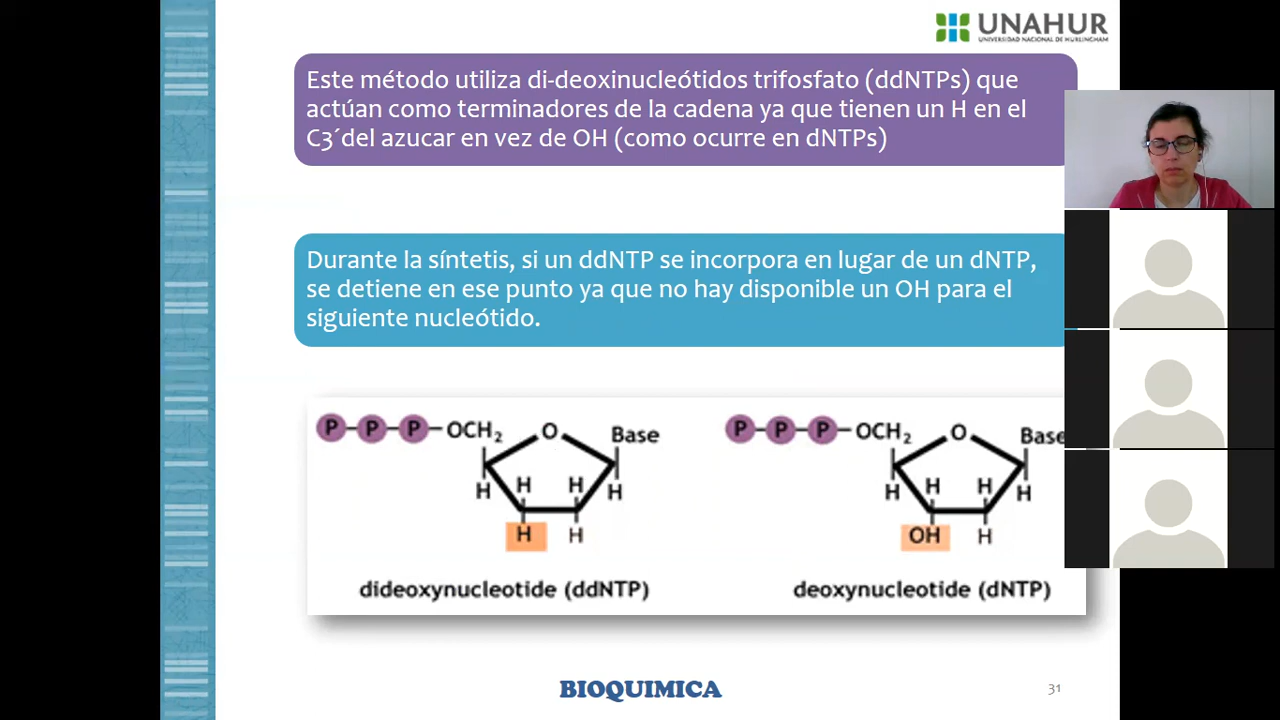 UNAHUR
UNIVERSIDAD NACIONAL DE HURLINGHAM
Este método utiliza di-deoxinucleótidos trifosfato (ddNTPs) que
actúan como terminadores de la cadena ya que tienen un H en el
C3´del azucar en vez de OH (como ocurre en dNTPs)
Durante la síntetis, si un ddNTP se incorpora en lugar de un dNTP,
se detiene en ese punto ya que no hay disponible un OH para el
siguiente nucleótido.
P P P OCH2 O Base
H H H H
H H
dideoxynucleotide (ddNTP)
P P P OCH2 O Base
H H H H
OH H
deoxynucleotide (dNTP)
BIOQUIMICA
31